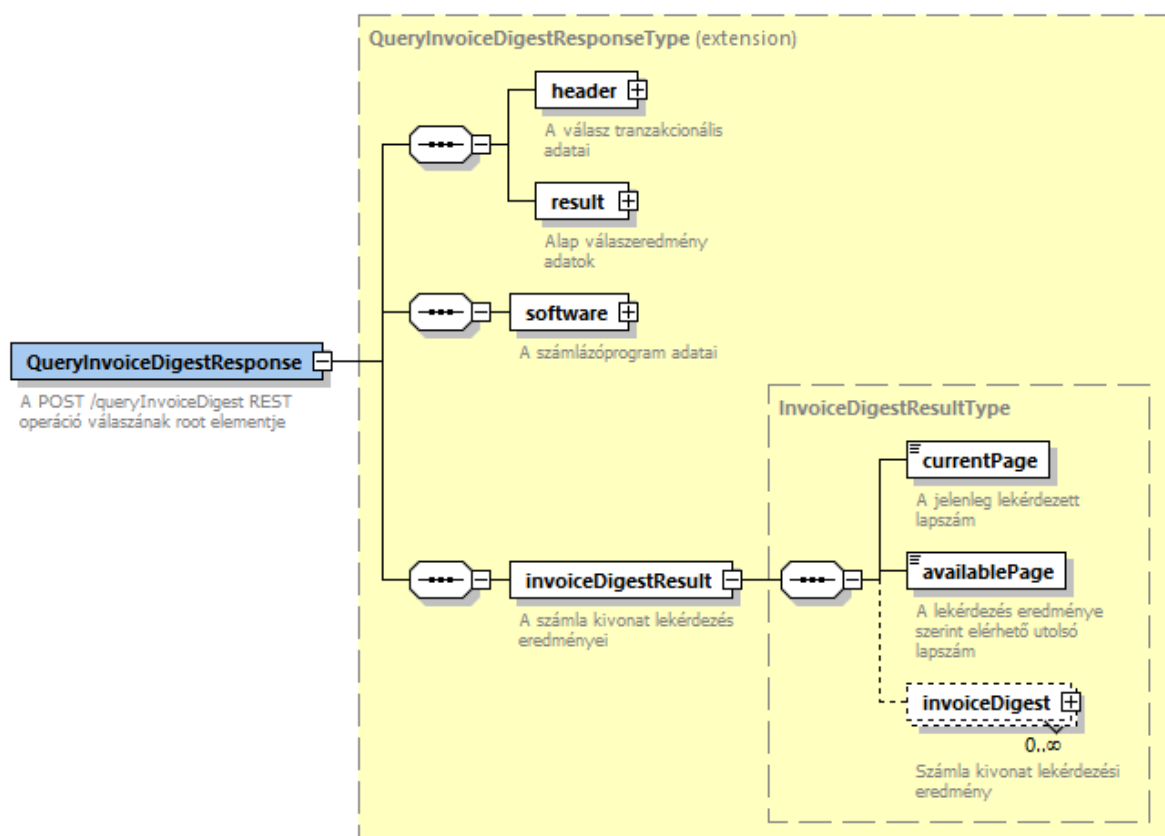 QueryInvoiceDigestResponseType (extension)
header
A válasz tranzakcionális
adatai
result
Alap válaszeredmény
adatok
software
A számlázóprogram adatai
QueryInvoiceDigestResponse
A POST /queryInvoiceDigest REST
operáció válaszának root elementje
InvoiceDigestResultType
currentPage
A jelenleg lekérdezett
lapszám
invoiceDigestResult
A számla kivonat lekérdezés
eredményei
availablePage
A lekérdezés eredménye
szerint elérhető utolsó
lapszám
invoiceDigest
0..∞
Számla kivonat lekérdezési
eredmény